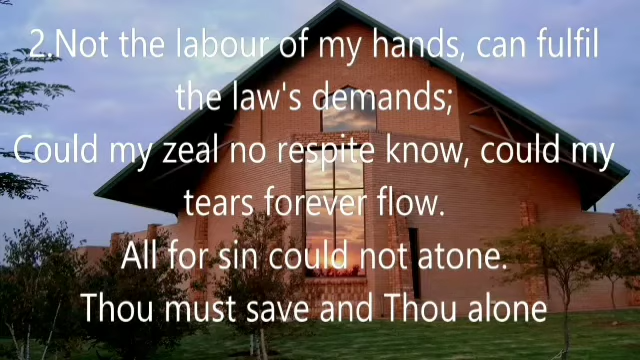 2.Not the labour of my hands, can fulfil
the law's demands;
Could my zeal no respite know, could my
tears forever flow.
All for sin could not atone.
Thou must save and Thou alone